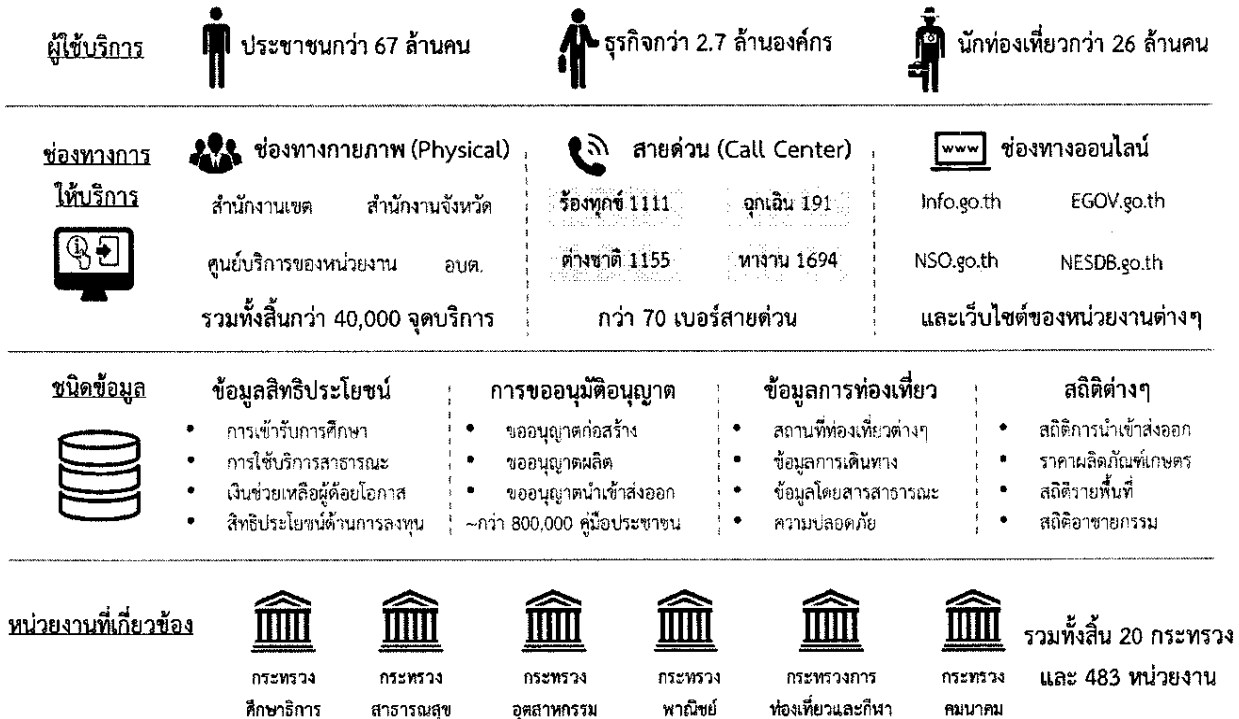 ผู้ใช้บริการ
ประชาชนกว่า 67 ล้านคน
ธุรกิจกว่า 2.7 ล้านองค์กร
นักท่องเที่ยวกว่า 26 ล้านคน
ช่องทางการ
ให้บริการ
ช่องทางกายภาพ (Physical)
สำนักงานเขต สำนักงานจังหวัด
ศูนย์บริการของหน่วยงาน อบต.
รวมทั้งสิ้นกว่า 40,000 จุดบริการ
สายด่วน (Call Center)
ร้องทุกข์ 1111 ฉุกเฉิน 191
ต่างชาติ 1155 หางาน 1694
กว่า 70 เบอร์สายด่วน
www ช่องทางออนไลน์
Info.go.th EGOV.go.th
NSO.go.th NESDB.go.th
และเว็บไซต์ของหน่วยงานต่างๆ
ชนิดข้อมูล
ข้อมูลสิทธิประโยชน์
• การเข้ารับการศึกษา
• การใช้บริการสาธารณะ
• เงินช่วยเหลือผู้ด้อยโอกาส
• สิทธิประโยชน์ด้านการลงทุน
การขออนุมัติอนุญาต
• ขออนุญาตก่อสร้าง
• ขออนุญาตผลิต
• ขออนุญาตนำเข้าส่งออก
~กว่า 800,000 คู่มือประชาชน
ข้อมูลการท่องเที่ยว
• สถานที่ท่องเที่ยวต่างๆ
• ข้อมูลการเดินทาง
• ข้อมูลโดยสารสาธารณะ
• ความปลอดภัย
สถิติต่างๆ
• สถิติการนำเข้าส่งออก
• ราคาผลิตภัณฑ์เกษตร
• สถิติรายพื้นที่
• สถิติอาชายกรรม
หน่วยงานที่เกี่ยวข้อง
กระทรวง
ศึกษาธิการ
กระทรวง
สาธารณสุข
กระทรวง
อุตสาหกรรม
กระทรวง
พาณิชย์
กระทรวงการ
ท่องเที่ยวและกีฬา
กระทรวง
คมนาคม
รวมทั้งสิ้น 20 กระทรวง
และ 483 หน่วยงาน